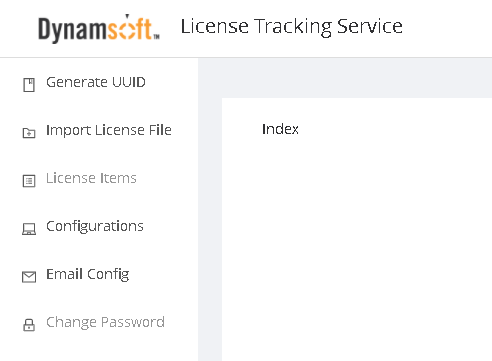 Dynamsoft™ License Tracking Service
Generate UUID
Import License File
License Items
Configurations
Email Config
Change Password
Index